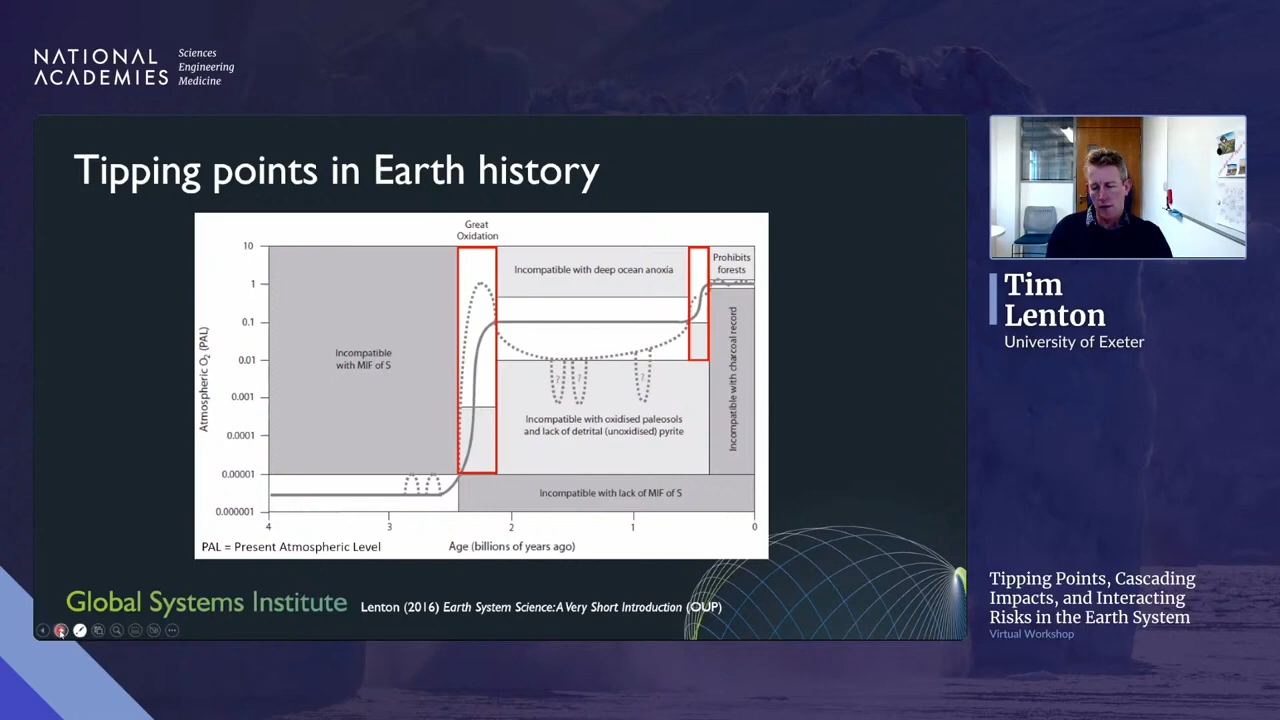 NATIONAL
ACADEMIES
Sciences
Engineering
Medicine
Tipping points in Earth history
Great
Oxidation
10
1
0.1
0.01
0.001
0.0001
0.00001
0.000001
Atmospheric O₂ (PAL)
Incompatible
with MIF of S
Incompatible with deep ocean anoxia
Prohibits
forests
?
?
?
Incompatible with oxidised paleosols
and lack of detrital (unoxidised) pyrite
Incompatible with charcoal record
Incompatible with lack of MIF of S
4
3
2
1
0
PAL = Present Atmospheric Level
Age (billions of years ago)
Global Systems Institute
Lenton (2016) Earth System Science: A Very Short Introduction (OUP)
Tim
Lenton
University of Exeter
Tipping Points, Cascading
Impacts, and Interacting
Risks in the Earth System
Virtual Workshop